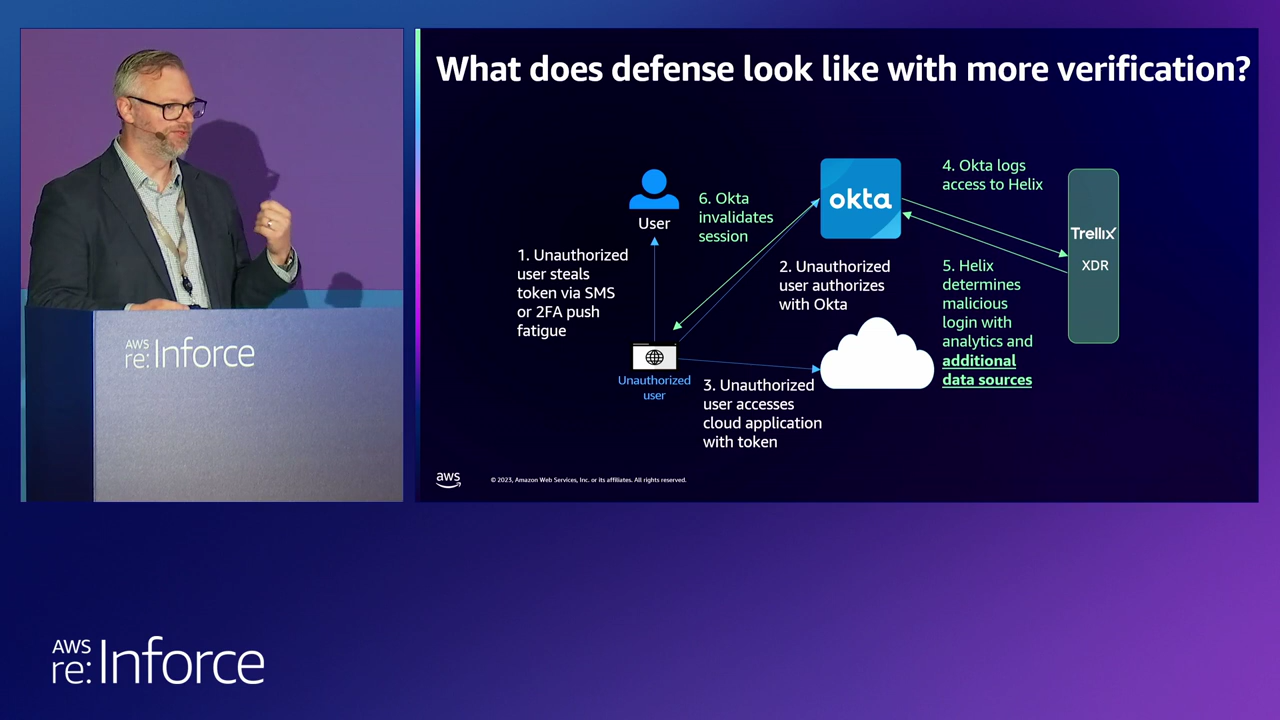 What does defense look like with more verification?
User
6. Okta
invalidates
session
okta
4. Okta logs
access to Helix
Trellix
XDR
1. Unauthorized
user steals
token via SMS
or 2FA push
fatigue
2. Unauthorized
user authorizes
with Okta
5. Helix
determines
malicious
login with
analytics and
additional
data sources
Unauthorized
user
3. Unauthorized
user accesses
cloud application
with token
aws
© 2023, Amazon Web Services, Inc. or its affiliates. All rights reserved.
AWS
re:Inforce
AWS
re:Inforce